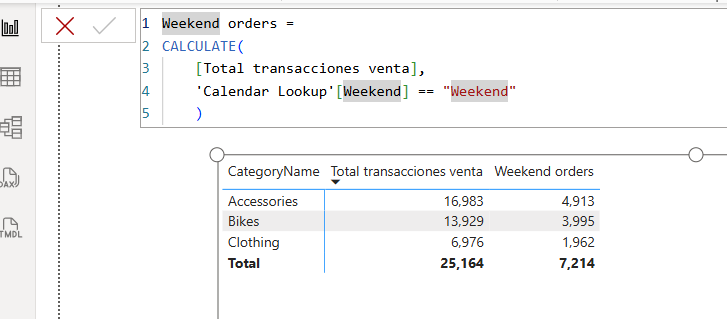 1 Weekend orders =
2 CALCULATE(
3 [Total transacciones venta],
4 'Calendar Lookup'[Weekend] == "Weekend"
5 )
DAX
TMDL
CategoryName Total transacciones venta Weekend orders
Accessories 16,983 4,913
Bikes 13,929 3,995
Clothing 6,976 1,962
Total 25,164 7,214